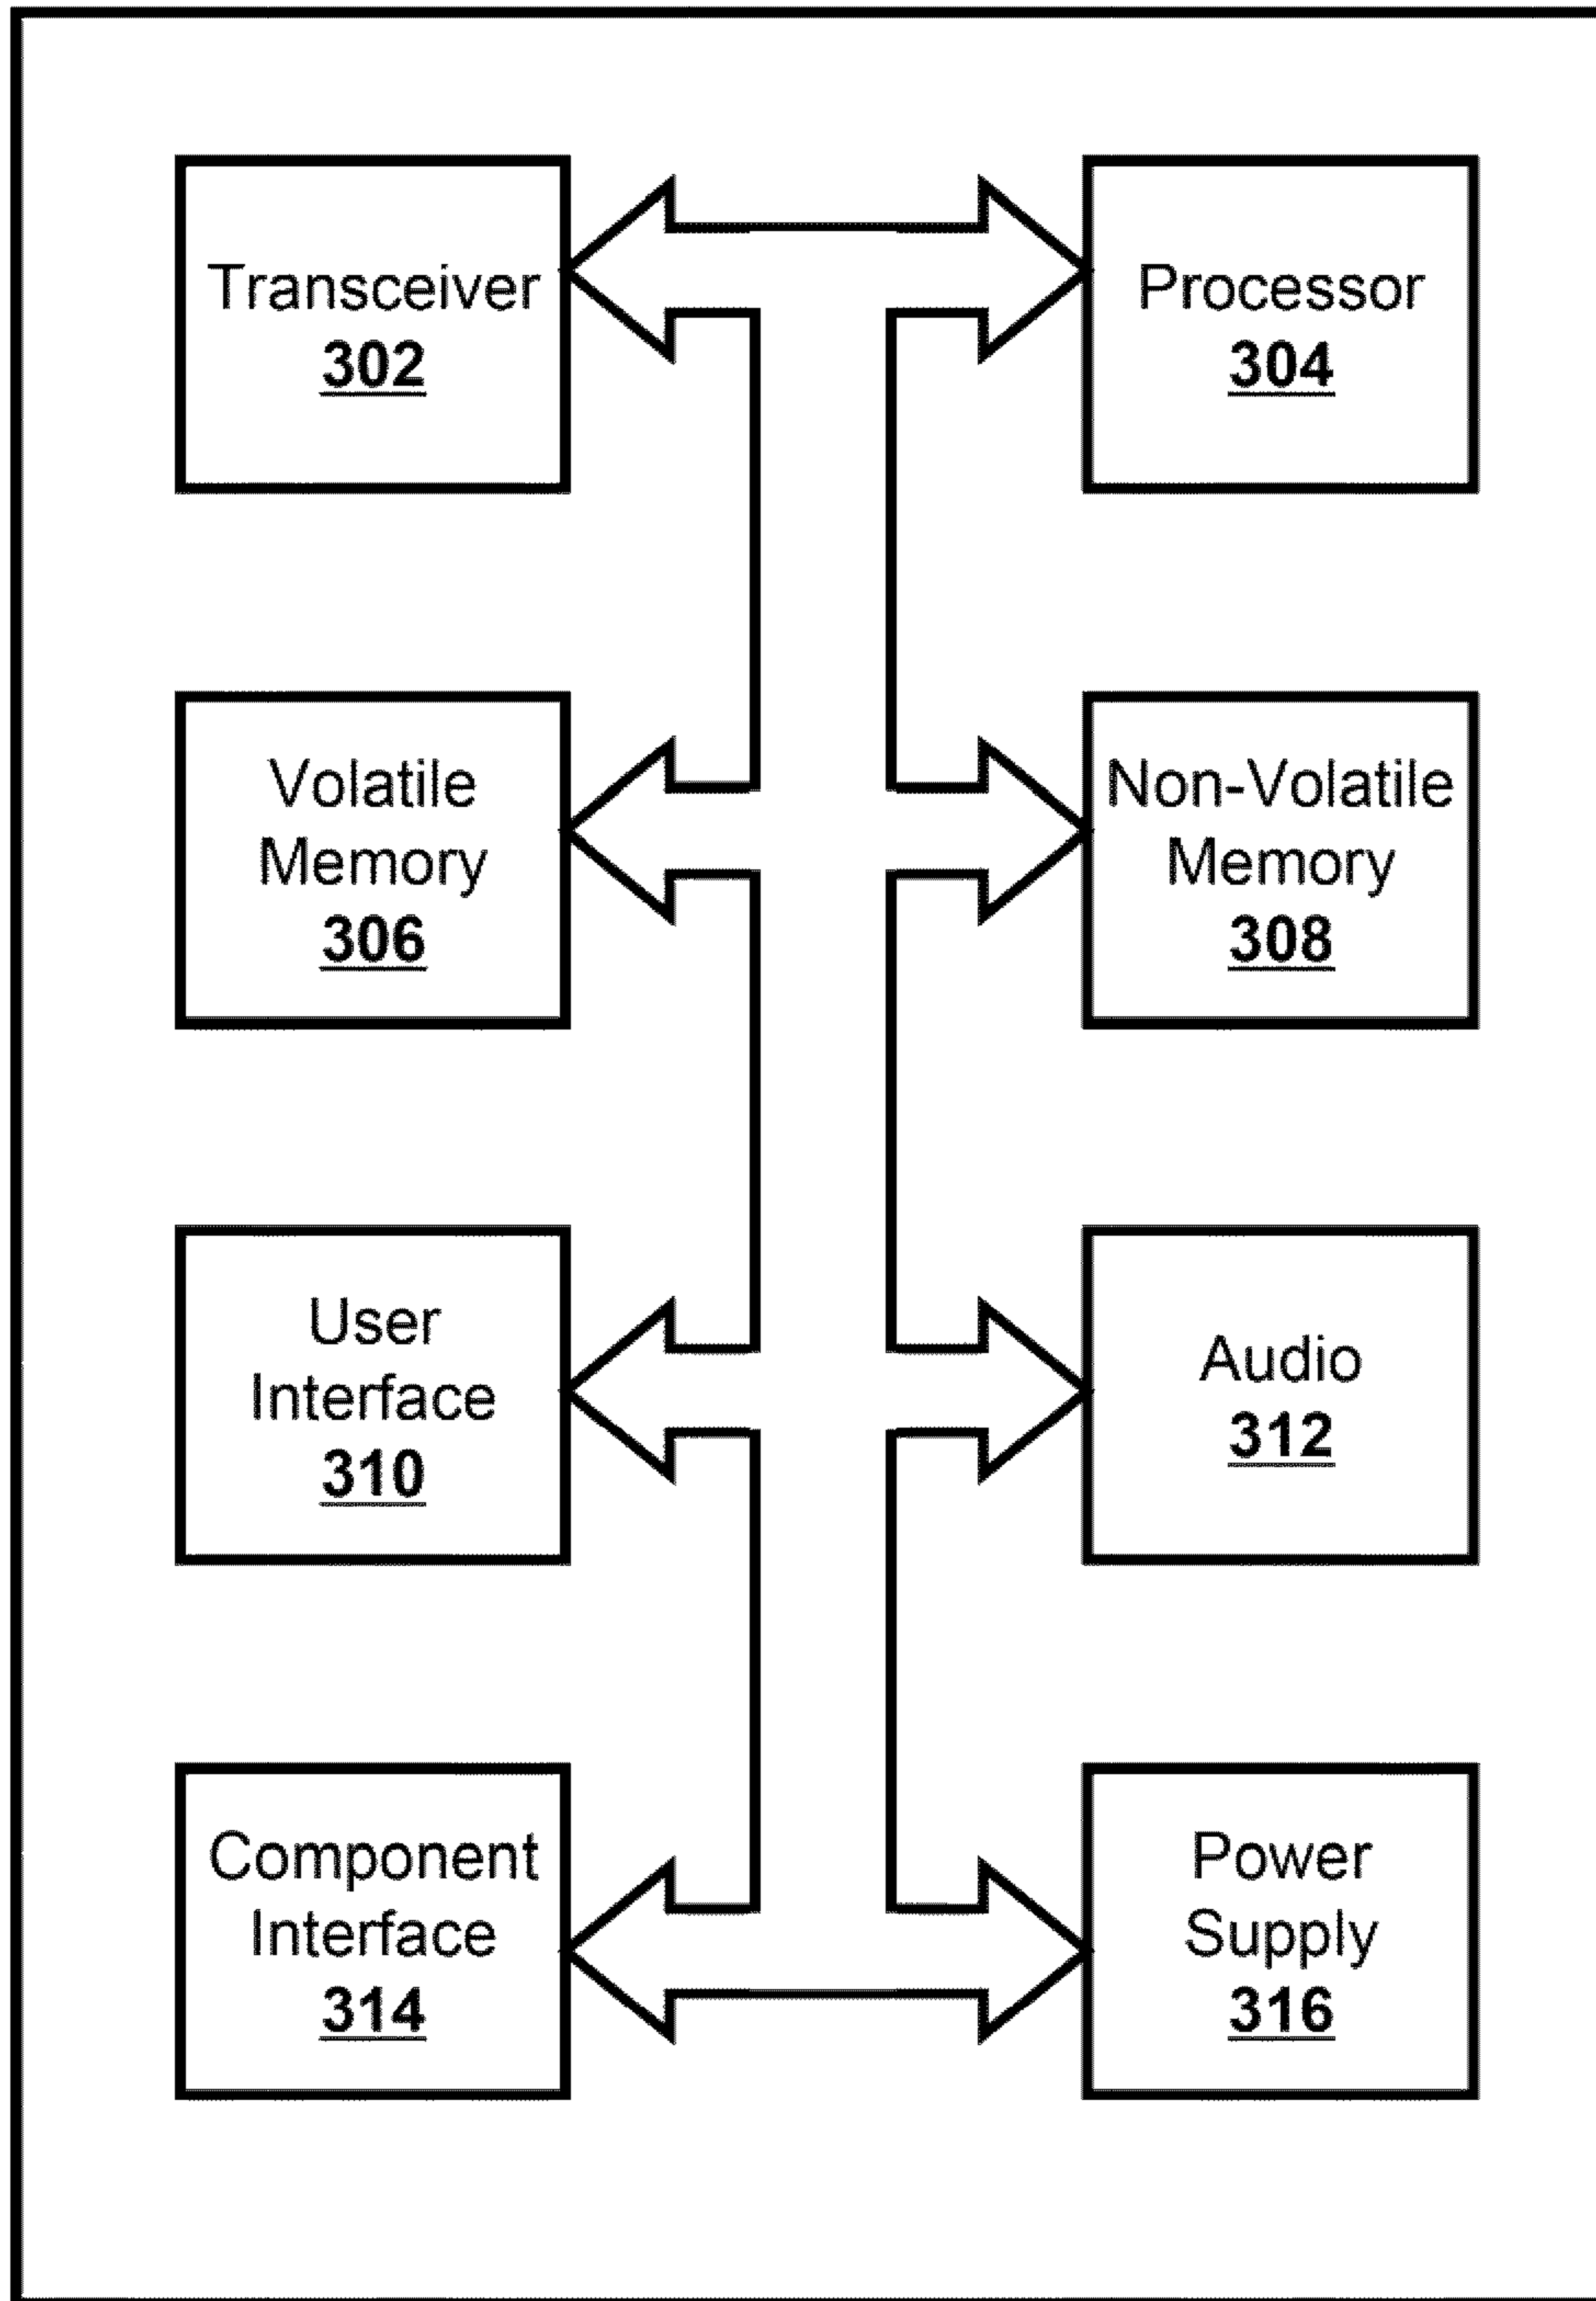 Transceiver
302
Processor
304
Volatile
Memory
306
Non-Volatile
Memory
308
User
Interface
310
Audio
312
Component
Interface
314
Power
Supply
316